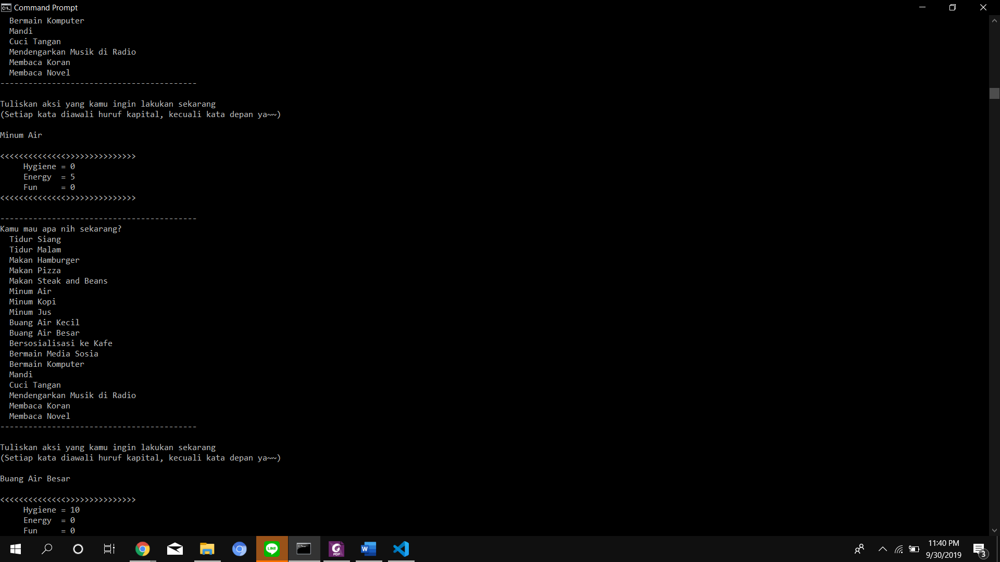 Command Prompt
  Bermain Komputer
  Mandi
  Cuci Tangan
  Mendengarkan Musik di Radio
  Membaca Koran
  Membaca Novel
------------------------------------------

Tuliskan aksi yang kamu ingin lakukan sekarang
(Setiap kata diawali huruf kapital, kecuali kata depan ya~~)

Minum Air

<<<<<<<<<<<<<<>>>>>>>>>>>>>>>
     Hygiene = 0
     Energy  = 5
     Fun     = 0
<<<<<<<<<<<<<<>>>>>>>>>>>>>>>

------------------------------------------
Kamu mau apa nih sekarang?
  Tidur Siang
  Tidur Malam
  Makan Hamburger
  Makan Pizza
  Makan Steak and Beans
  Minum Air
  Minum Kopi
  Minum Jus
  Buang Air Kecil
  Buang Air Besar
  Bersosialisasi ke Kafe
  Bermain Media Sosia
  Bermain Komputer
  Mandi
  Cuci Tangan
  Mendengarkan Musik di Radio
  Membaca Koran
  Membaca Novel
------------------------------------------

Tuliskan aksi yang kamu ingin lakukan sekarang
(Setiap kata diawali huruf kapital, kecuali kata depan ya~~)

Buang Air Besar

<<<<<<<<<<<<<<>>>>>>>>>>>>>>>
     Hygiene = 10
     Energy  = 0
     Fun     = 0
LINE
PDF
W
11:40 PM
9/30/2019
3